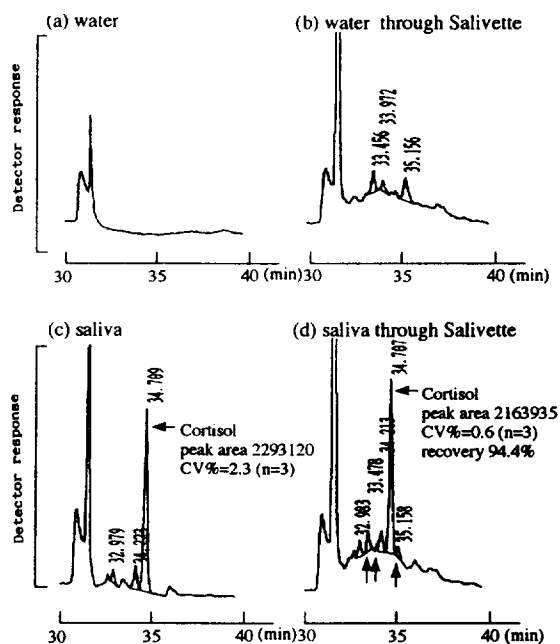 (a) water
Detector response
30 35 40 (min)
(b) water through Salivette
33.456
33.972
35.156
30 35 40 (min)
(c) saliva
Detector response
32.979
34.223
34.709
Cortisol
peak area 2293120
CV%=2.3 (n=3)
30 35 40 (min)
(d) saliva through Salivette
32.983
33.478
34.213
34.707
35.158
Cortisol
peak area 2163935
CV%=0.6 (n=3)
recovery 94.4%
30 35 40 (min)